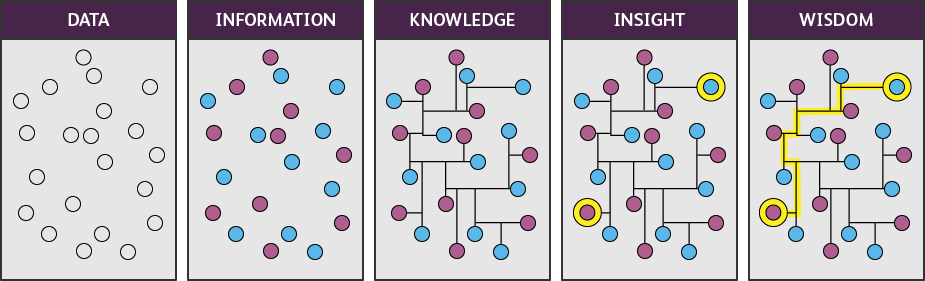 DATA
INFORMATION
KNOWLEDGE
INSIGHT
WISDOM